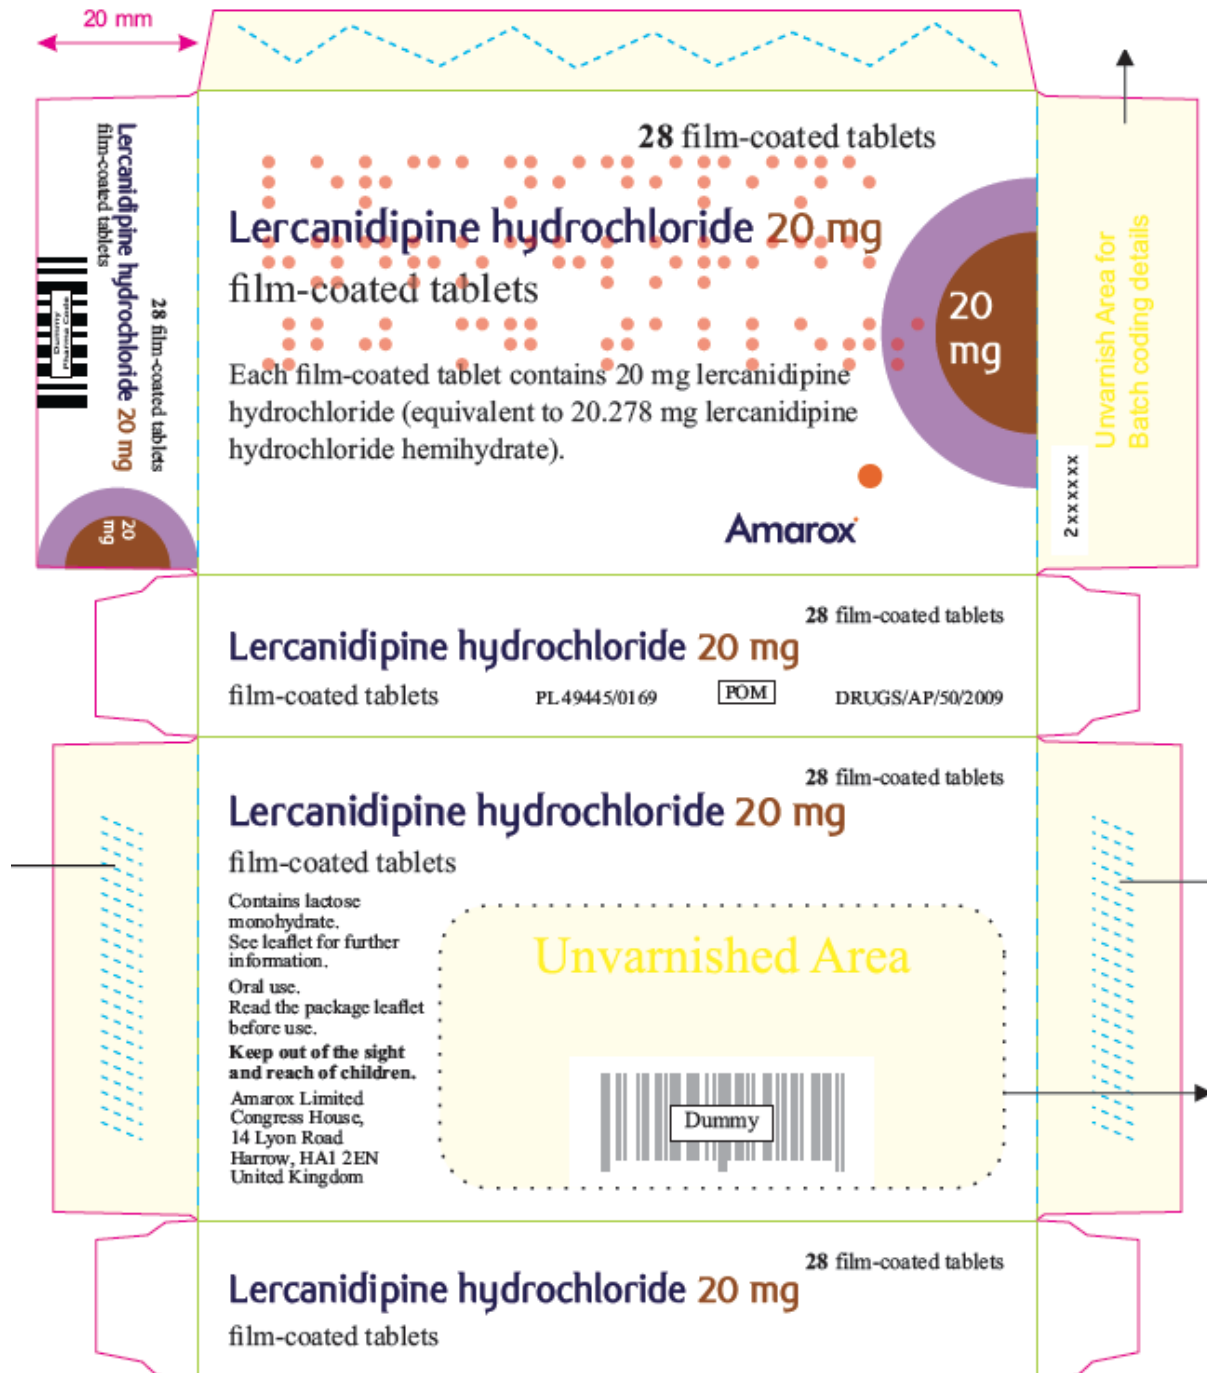 20 mm
28 film-coated tablets
Lercanidipine hydrochloride 20 mg
film-coated tablets
Each film-coated tablet contains 20 mg lercanidipine
hydrochloride (equivalent to 20.278 mg lercanidipine
hydrochloride hemihydrate).
20
mg
Amarox
Lercanidipine hydrochloride 20 mg
film-coated tablets
28 film-coated tablets
Dummy
Pharma Code
20
mg
Unvarnish Area for
Batch coding details
2xxxxxx
28 film-coated tablets
Lercanidipine hydrochloride 20 mg
film-coated tablets
PL 49445/0169
POM
DRUGS/AP/50/2009
28 film-coated tablets
Lercanidipine hydrochloride 20 mg
film-coated tablets
Contains lactose
monohydrate.
See leaflet for further
information.
Oral use.
Read the package leaflet
before use.
Keep out of the sight
and reach of children.
Amarox Limited
Congress House,
14 Lyon Road
Harrow, HA1 2EN
United Kingdom
Unvarnished Area
Dummy
28 film-coated tablets
Lercanidipine hydrochloride 20 mg
film-coated tablets